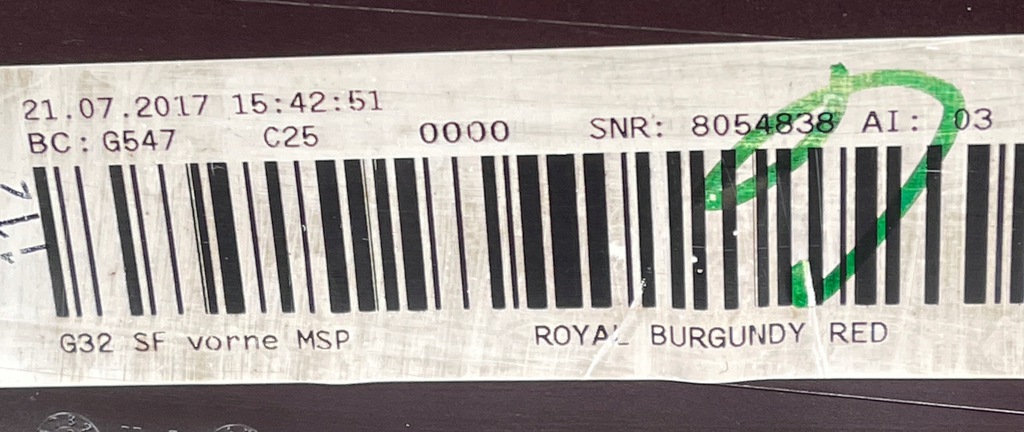 21.07.2017 15:42:51
BC: G547 C25 0000 SNR: 8054838 AI: 03
G32 SF vorne MSP ROYAL BURGUNDY RED